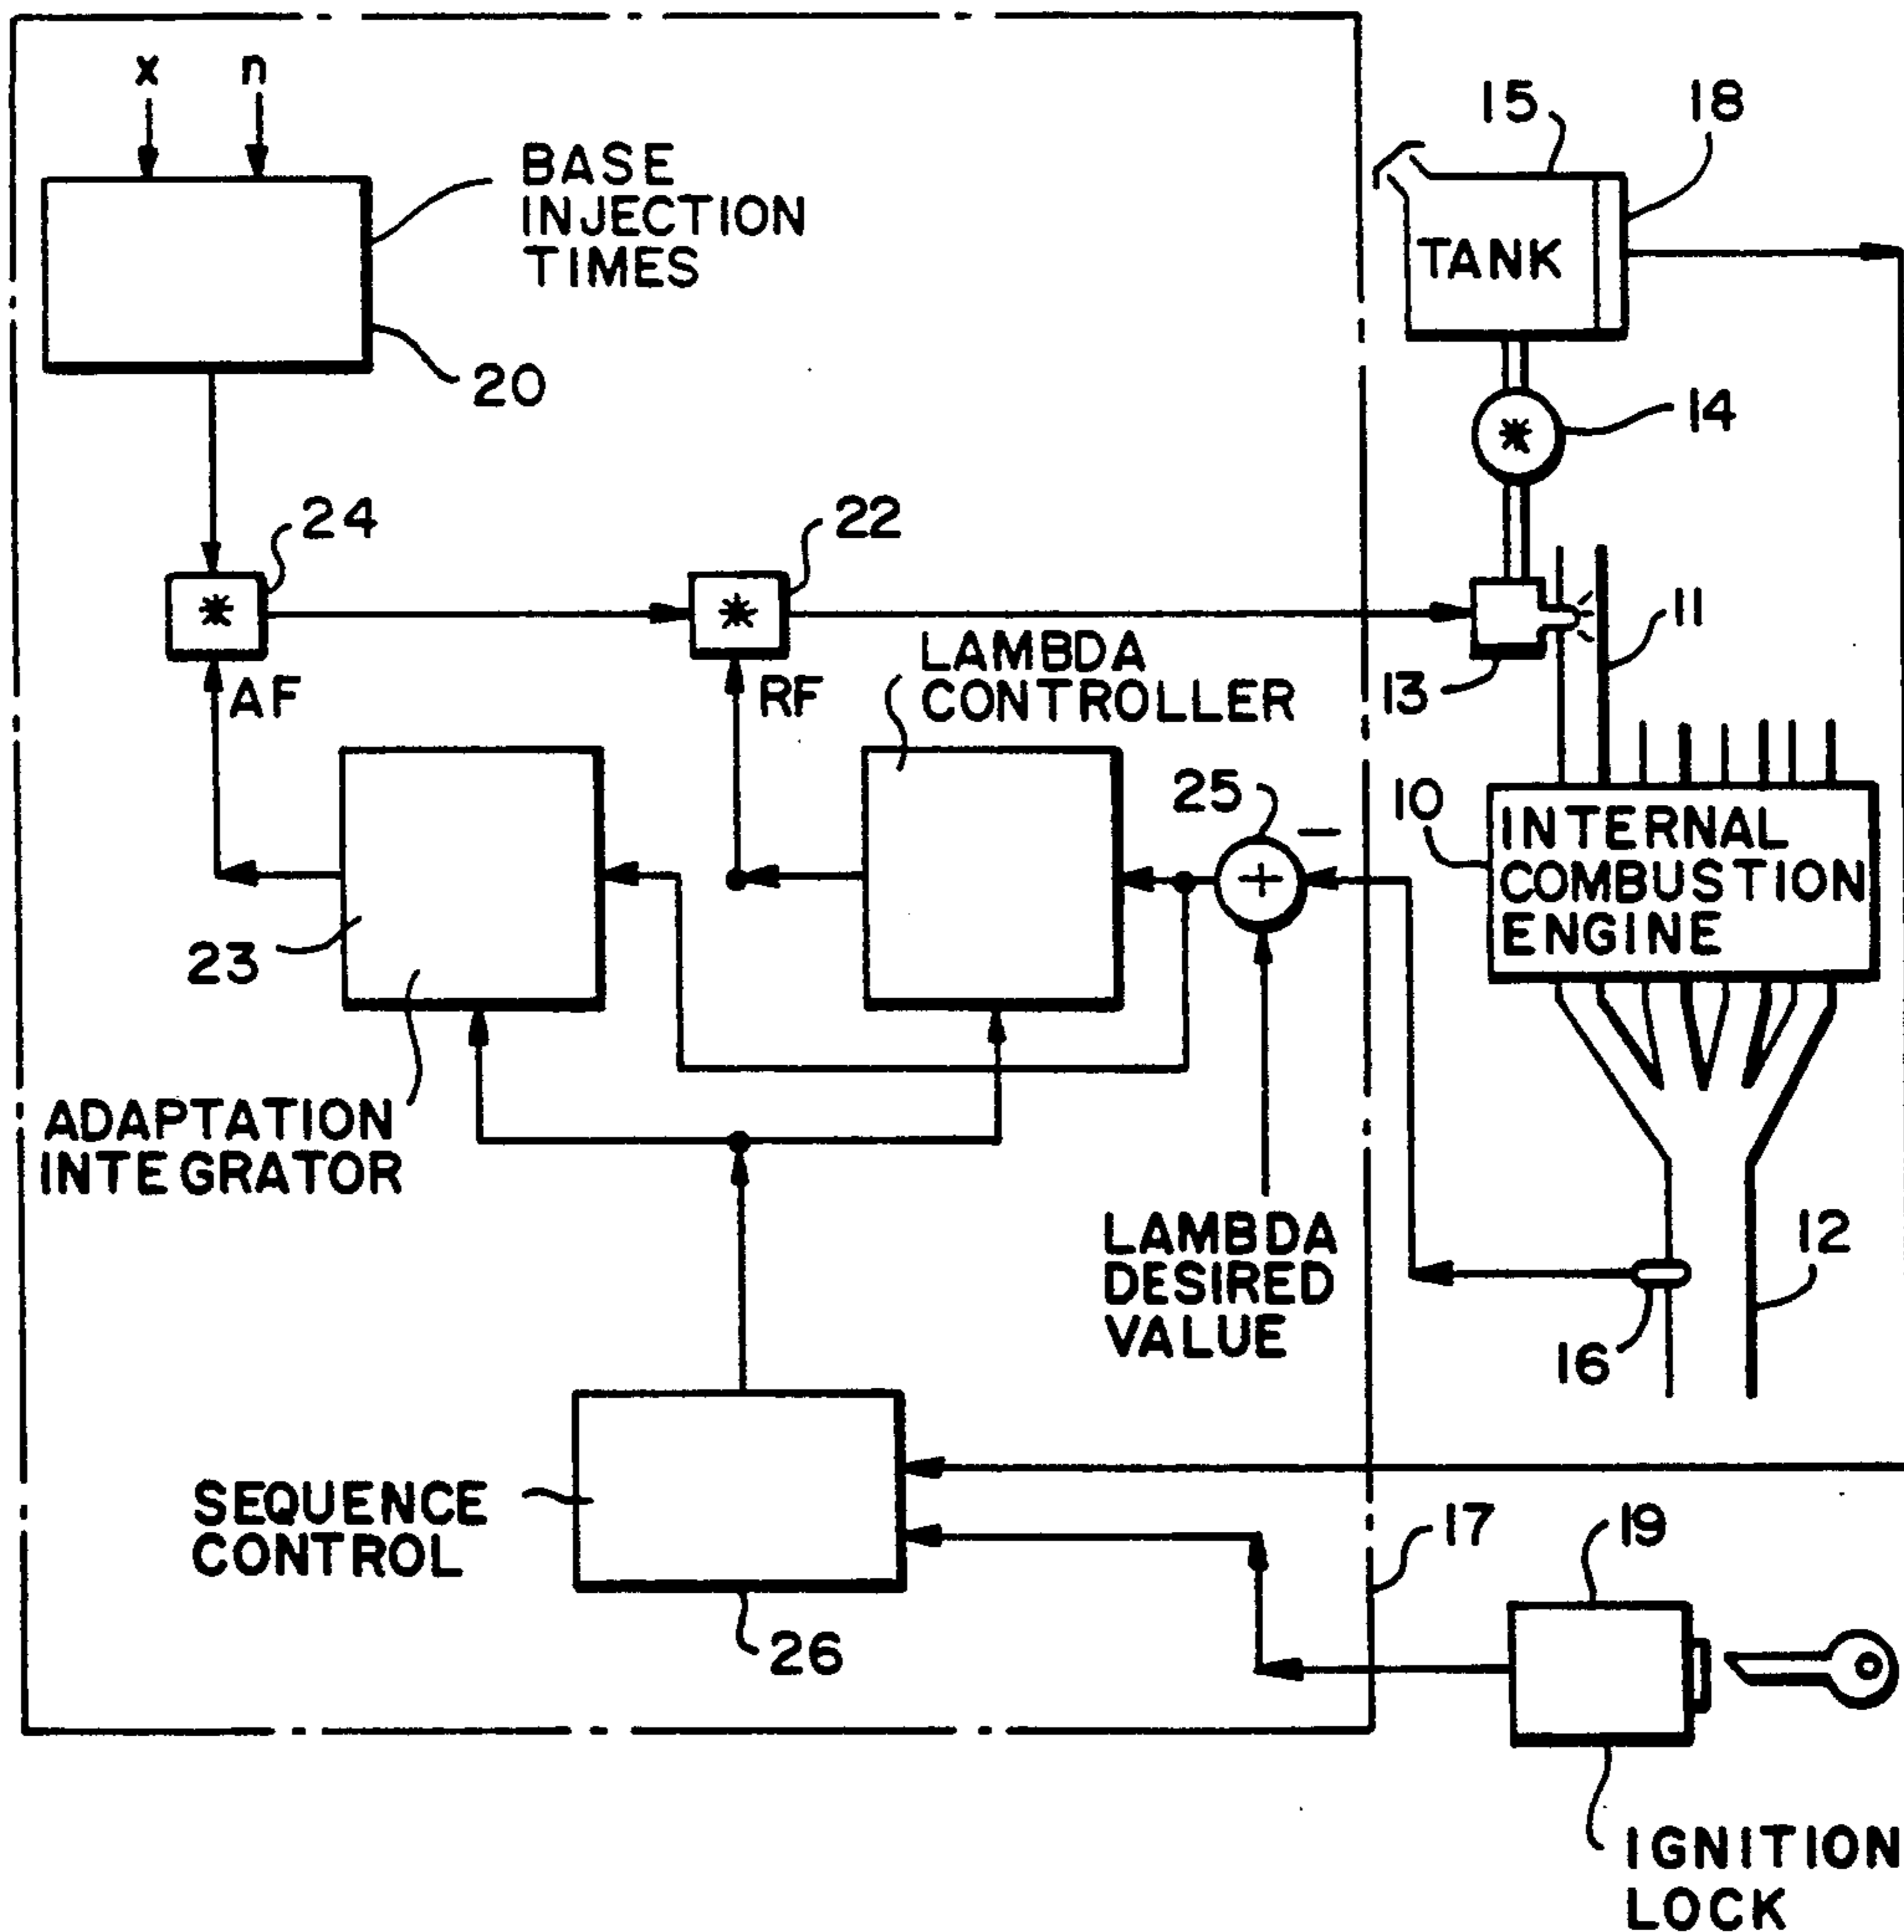 x n
BASE
INJECTION
TIMES
20
15
18
TANK
14
24
22
*
*
*
AF
RF
LAMBDA
CONTROLLER
13
11
25
−
+
10
INTERNAL
COMBUSTION
ENGINE
23
ADAPTATION
INTEGRATOR
LAMBDA
DESIRED
VALUE
12
16
SEQUENCE
CONTROL
26
17
19
IGNITION
LOCK